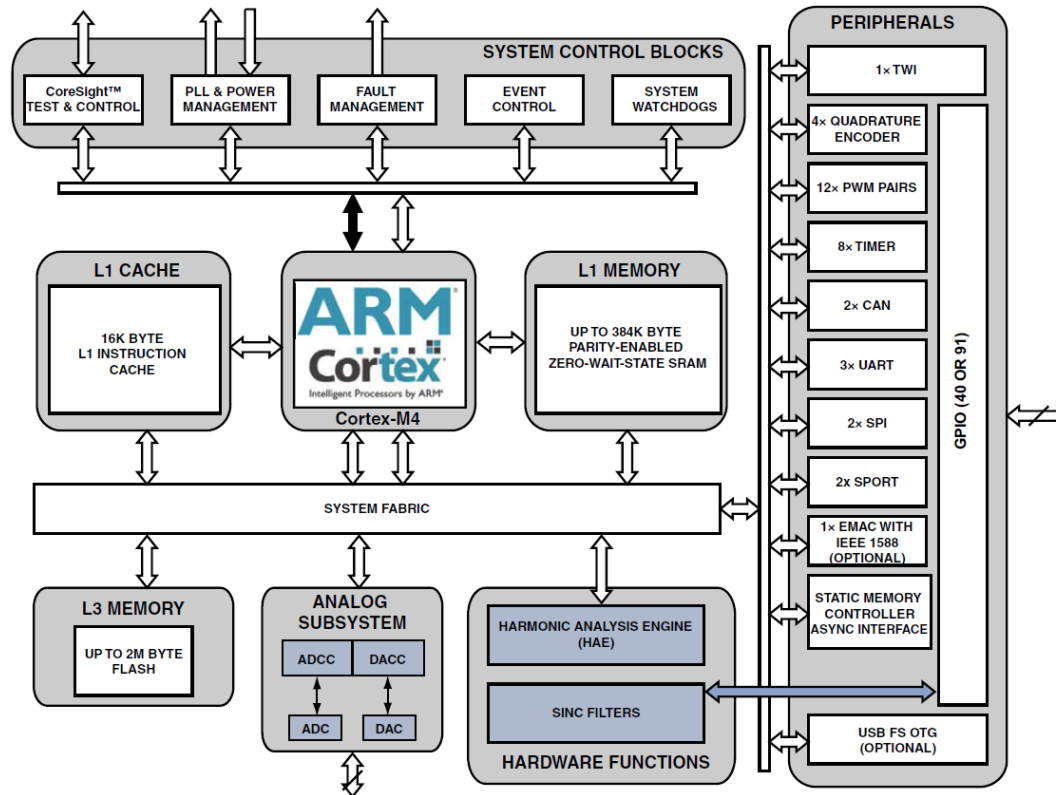 SYSTEM CONTROL BLOCKS
CoreSight™
TEST & CONTROL
PLL & POWER
MANAGEMENT
FAULT
MANAGEMENT
EVENT
CONTROL
SYSTEM
WATCHDOGS
L1 CACHE
16K BYTE
L1 INSTRUCTION
CACHE
ARM®
Cortex
Intelligent Processors by ARM®
Cortex-M4
L1 MEMORY
UP TO 384K BYTE
PARITY-ENABLED
ZERO-WAIT-STATE SRAM
SYSTEM FABRIC
L3 MEMORY
UP TO 2M BYTE
FLASH
ANALOG
SUBSYSTEM
ADCC
DACC
ADC
DAC
HARMONIC ANALYSIS ENGINE
(HAE)
SINC FILTERS
HARDWARE FUNCTIONS
PERIPHERALS
1× TWI
4× QUADRATURE
ENCODER
12× PWM PAIRS
8× TIMER
2× CAN
3× UART
2× SPI
2x SPORT
1× EMAC WITH
IEEE 1588
(OPTIONAL)
STATIC MEMORY
CONTROLLER
ASYNC INTERFACE
USB FS OTG
(OPTIONAL)
GPIO (40 OR 91)